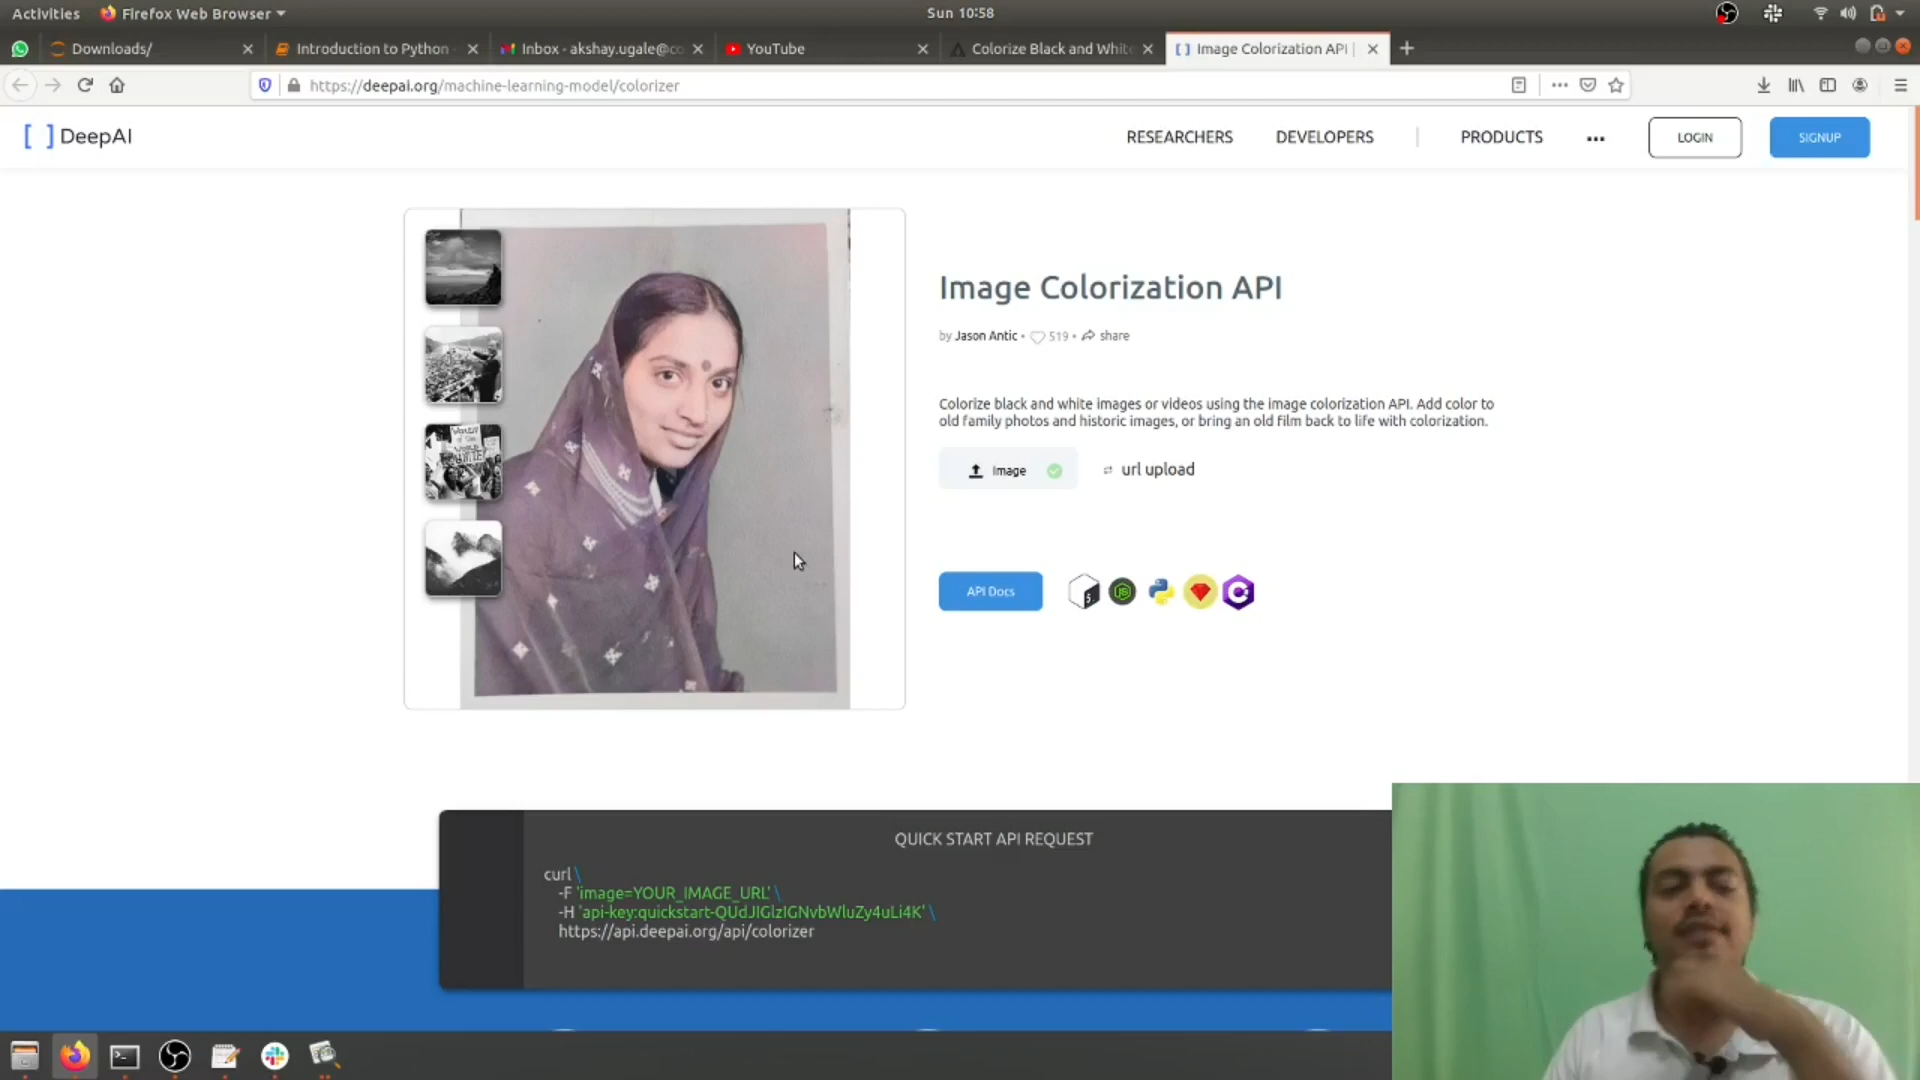 Activities Firefox Web Browser Sun 10:58
Downloads/ Introduction to Python - Inbox - akshay.ugale@co YouTube Colorize Black and White Image Colorization API |
https://deepai.org/machine-learning-model/colorizer
[ ] DeepAI RESEARCHERS DEVELOPERS | PRODUCTS ••• LOGIN SIGNUP
Image Colorization API
by Jason Antic • 519 • share
Colorize black and white images or videos using the image colorization API. Add color to
old family photos and historic images, or bring an old film back to life with colorization.
Image url upload
API Docs
QUICK START API REQUEST
curl \
-F 'image=YOUR_IMAGE_URL' \
-H 'api-key:quickstart-QUdJIGlzIGNvbWluZy4uLi4K' \
https://api.deepai.org/api/colorizer